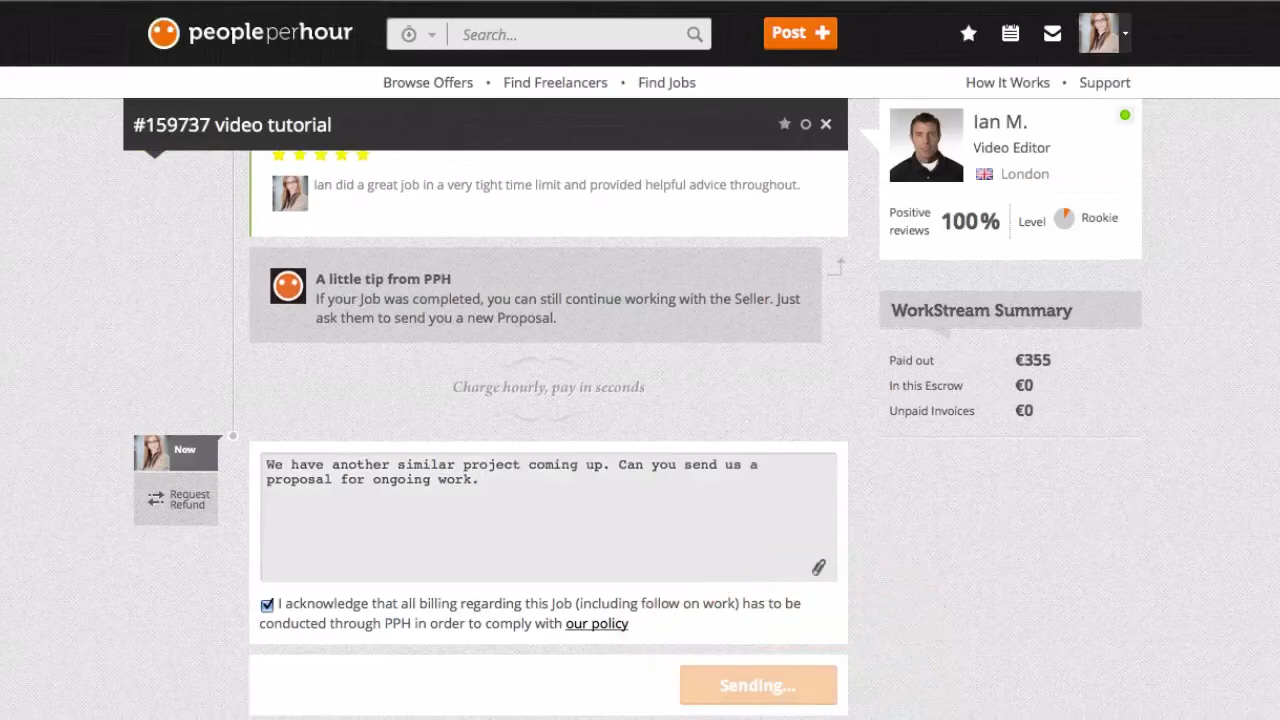 peopleperhour
Search...
Post
Browse Offers • Find Freelancers • Find Jobs
How It Works • Support
#159737 video tutorial
Ian did a great job in a very tight time limit and provided helpful advice throughout.
A little tip from PPH
If your Job was completed, you can still continue working with the Seller. Just
ask them to send you a new Proposal.
Charge hourly, pay in seconds
Now
Request
Refund
We have another similar project coming up. Can you send us a
proposal for ongoing work.
I acknowledge that all billing regarding this Job (including follow on work) has to be
conducted through PPH in order to comply with our policy
Sending...
Ian M.
Video Editor
London
Positive
reviews
100%
Level
Rookie
WorkStream Summary
Paid out €355
In this Escrow €0
Unpaid Invoices €0